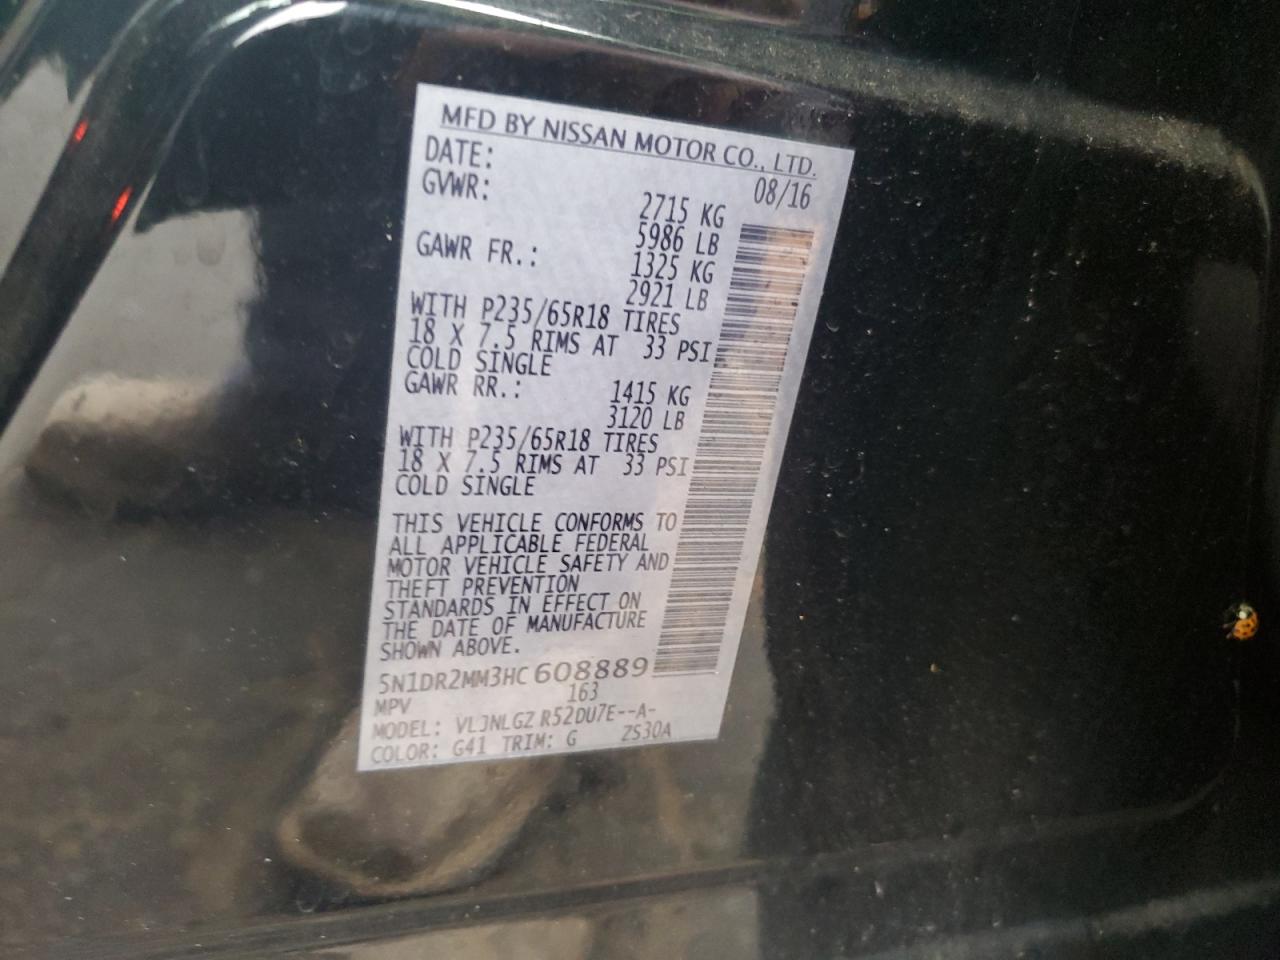 MFD BY NISSAN MOTOR CO., LTD.
DATE: 08/16
GVWR: 2715 KG
5986 LB
GAWR FR.: 1325 KG
2921 LB
WITH P235/65R18 TIRES
18 X 7.5 RIMS AT 33 PSI
COLD SINGLE
GAWR RR.: 1415 KG
3120 LB
WITH P235/65R18 TIRES
18 X 7.5 RIMS AT 33 PSI
COLD SINGLE
THIS VEHICLE CONFORMS TO
ALL APPLICABLE FEDERAL
MOTOR VEHICLE SAFETY AND
THEFT PREVENTION
STANDARDS IN EFFECT ON
THE DATE OF MANUFACTURE
SHOWN ABOVE.
5N1DR2MM3HC608889
MPV 163
MODEL: VLJNLGZ R52DU7E--A-
COLOR: G41 TRIM: G ZS30A